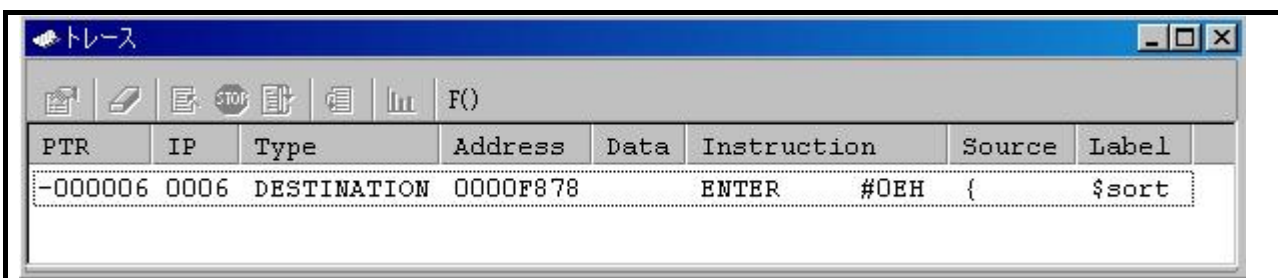 トレース
STOP F()
PTR IP Type Address Data Instruction Source Label
-000006 0006 DESTINATION 0000F878 ENTER #0EH { $sort